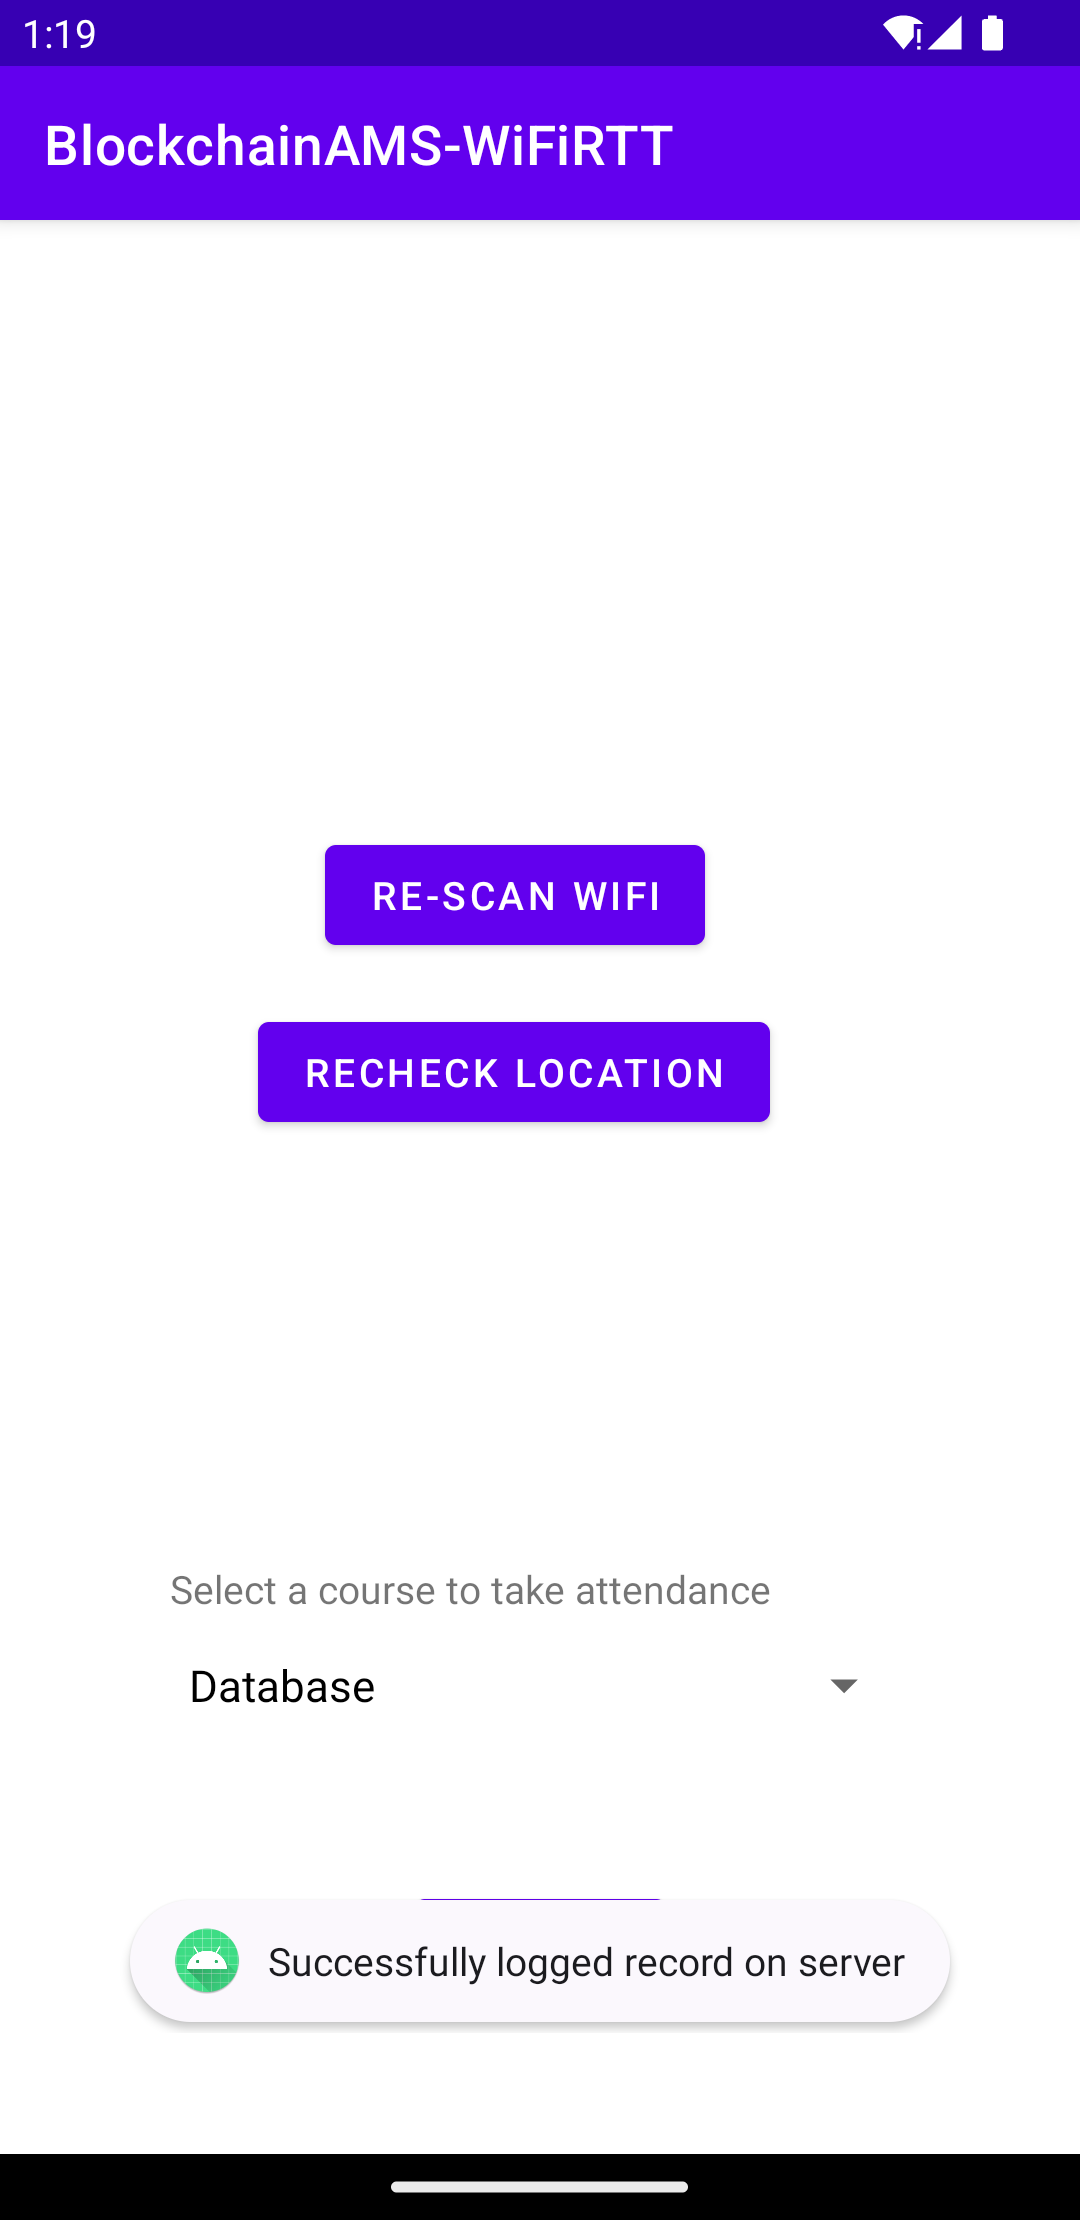 1:19
BlockchainAMS-WiFiRTT
RE-SCAN WIFI
RECHECK LOCATION
Select a course to take attendance
Database
Successfully logged record on server